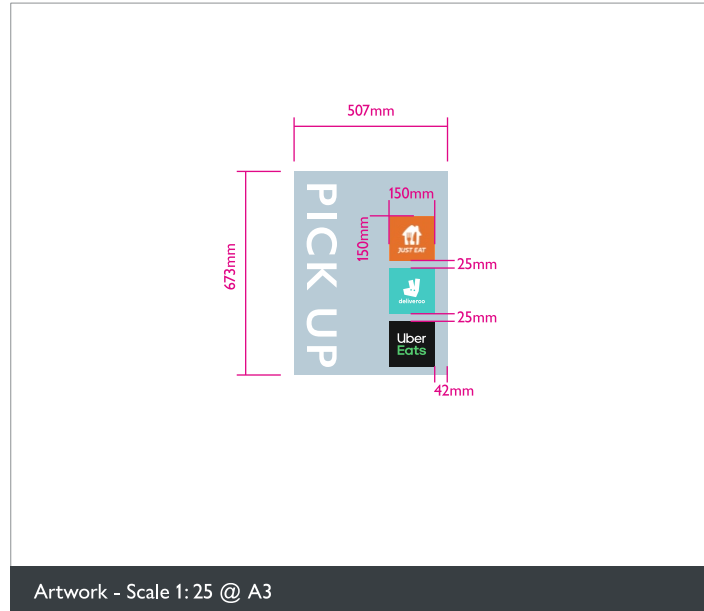 507mm
673mm
PICK UP
150mm
150mm
JUST EAT
25mm
deliveroo
25mm
Uber
Eats
42mm
Artwork - Scale 1: 25 @ A3